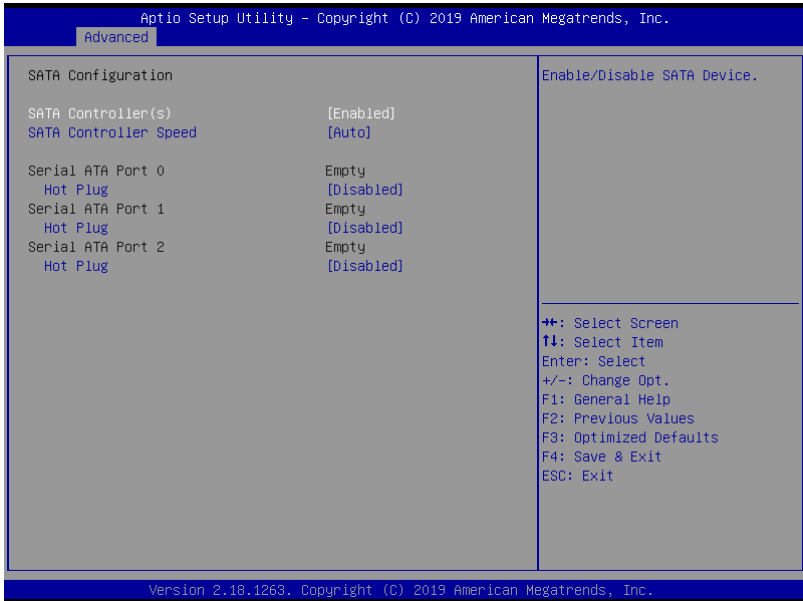 Aptio Setup Utility – Copyright (C) 2019 American Megatrends, Inc.
Advanced
SATA Configuration
SATA Controller(s) [Enabled]
SATA Controller Speed [Auto]
Serial ATA Port 0 Empty
Hot Plug [Disabled]
Serial ATA Port 1 Empty
Hot Plug [Disabled]
Serial ATA Port 2 Empty
Hot Plug [Disabled]
Enable/Disable SATA Device.
→←: Select Screen
↑↓: Select Item
Enter: Select
+/-: Change Opt.
F1: General Help
F2: Previous Values
F3: Optimized Defaults
F4: Save & Exit
ESC: Exit
Version 2.18.1263. Copyright (C) 2019 American Megatrends, Inc.